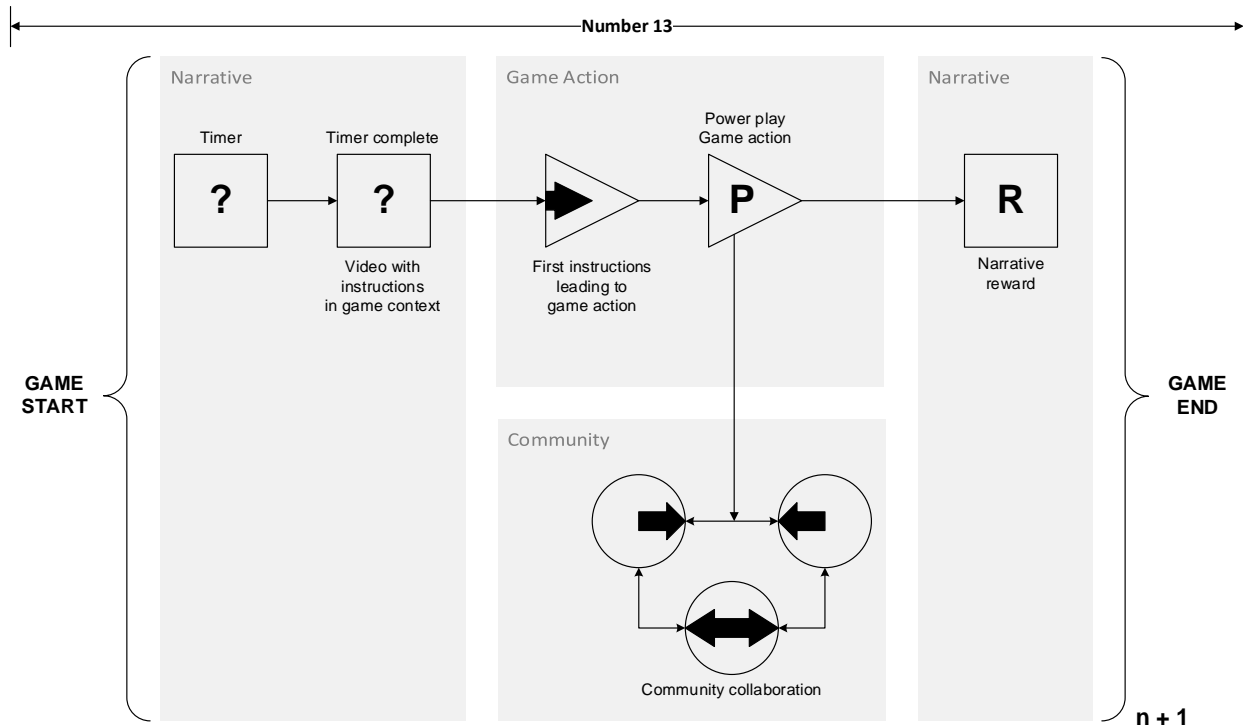 Number 13
Narrative
Game Action
Narrative
Timer
?
Timer complete
?
Video with
instructions
in game context
First instructions
leading to
game action
Power play
Game action
P
R
Narrative
reward
GAME
START
GAME
END
Community
Community collaboration
n + 1